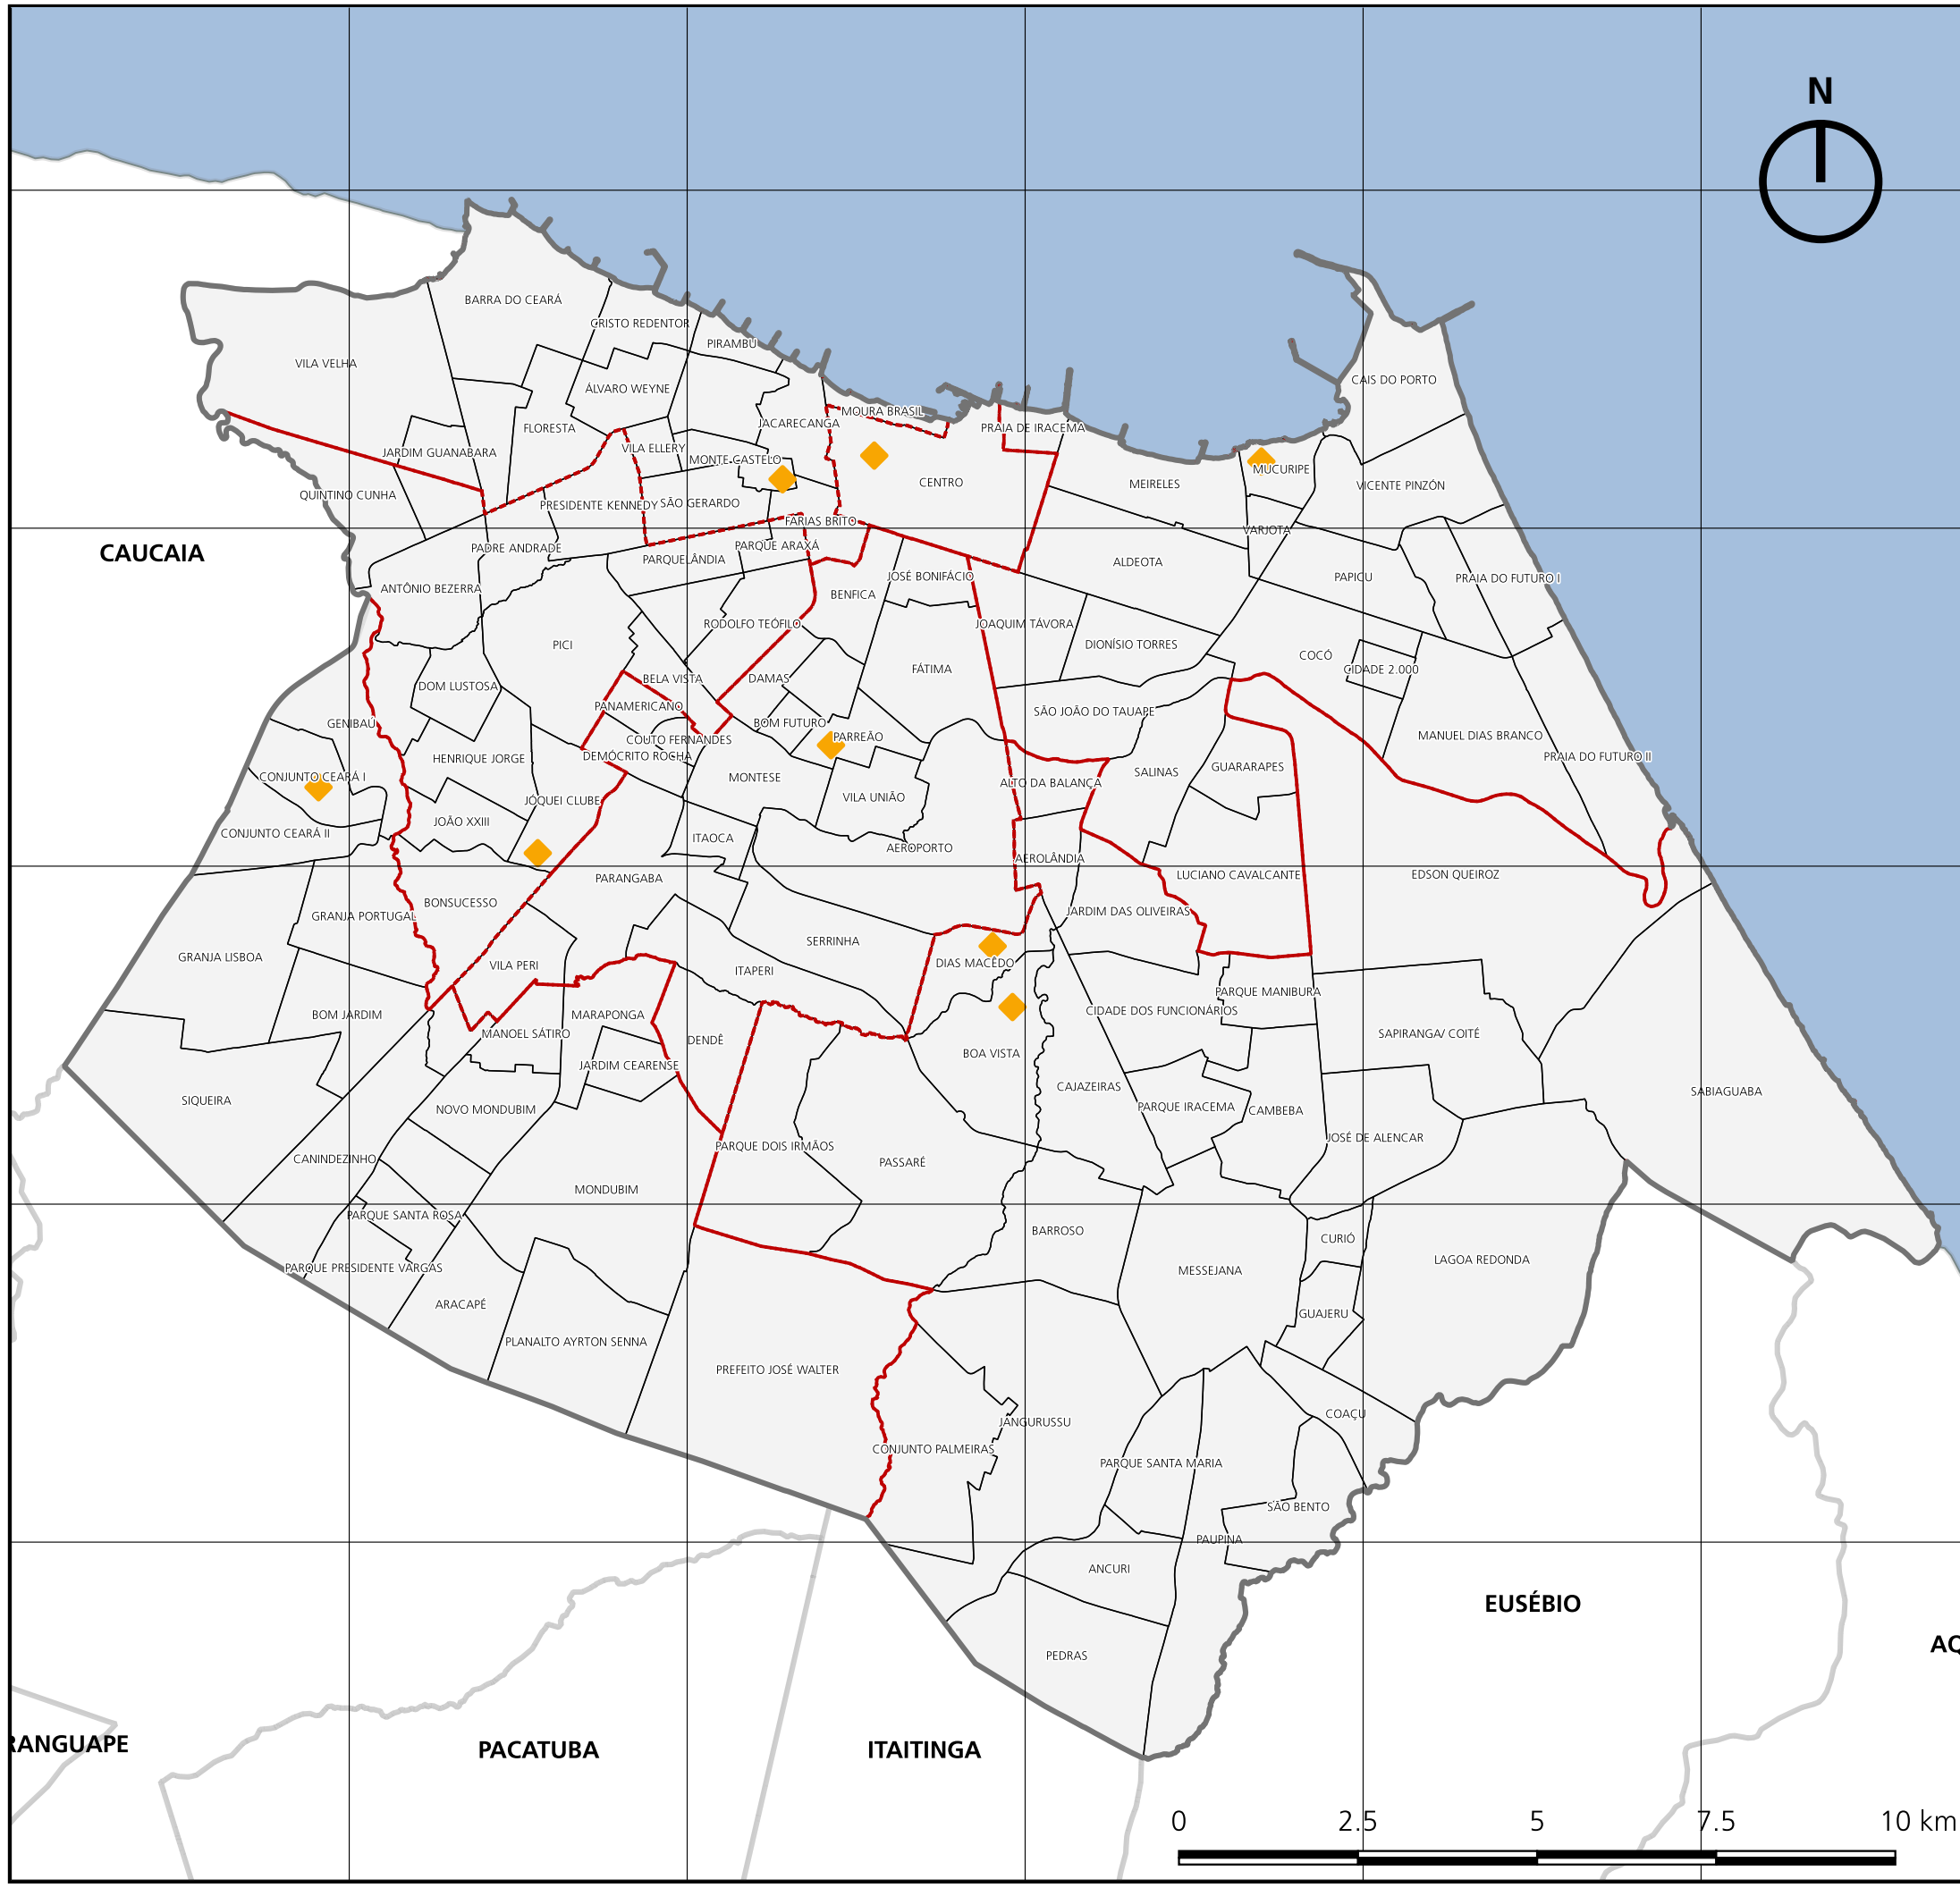 N
BARRA DO CEARÁ
CRISTO REDENTOR
PIRAMBU
VILA VELHA
CAIS DO PORTO
ÁLVARO WEYNE
MOURA BRASIL
JACARECANGA
PRAIA DE IRACEMA
FLORESTA
JARDIM GUANABARA
VILA ELLERY
MONTE CASTELO
MUCURIPE
CENTRO
MEIRELES
VICENTE PINZÓN
QUINTINO CUNHA
PRESIDENTE KENNEDY
SÃO GERARDO
FARIAS BRITO
VARJOTA
CAUCAIA
PADRE ANDRADE
PARQUE ARAXÁ
PARQUELÂNDIA
ALDEOTA
JOSÉ BONIFÁCIO
PAPICU
PRAIA DO FUTURO I
ANTÔNIO BEZERRA
BENFICA
RODOLFO TEÓFILO
JOAQUIM TÁVORA
PICI
DIONÍSIO TORRES
COCÓ
CIDADE 2.000
FÁTIMA
BELA VISTA
DAMAS
DOM LUSTOSA
PANAMERICANO
SÃO JOÃO DO TAUAPE
GENIBAÚ
BOM FUTURO
PARREÃO
MANUEL DIAS BRANCO
COUTO FERNANDES
DEMÓCRITO ROCHA
HENRIQUE JORGE
PRAIA DO FUTURO II
CONJUNTO CEARÁ I
MONTESE
ALTO DA BALANÇA
SALINAS
GUARARAPES
JÓQUEI CLUBE
VILA UNIÃO
JOÃO XXIII
CONJUNTO CEARÁ II
ITAOCA
AEROPORTO
AEROLÂNDIA
PARANGABA
LUCIANO CAVALCANTE
EDSON QUEIROZ
BONSUCESSO
GRANJA PORTUGAL
JARDIM DAS OLIVEIRAS
SERRINHA
GRANJA LISBOA
VILA PERI
ITAPERI
DIAS MACÊDO
PARQUE MANIBURA
BOM JARDIM
MARAPONGA
CIDADE DOS FUNCIONÁRIOS
MANOEL SÁTIRO
DENDÊ
SAPIRANGA/ COITÉ
BOA VISTA
JARDIM CEARENSE
CAJAZEIRAS
SABIAGUABA
SIQUEIRA
NOVO MONDUBIM
PARQUE IRACEMA
CAMBEBA
JOSÉ DE ALENCAR
PARQUE DOIS IRMÃOS
CANINDEZINHO
PASSARÉ
MONDUBIM
PARQUE SANTA ROSA
BARROSO
CURIÓ
LAGOA REDONDA
PARQUE PRESIDENTE VARGAS
MESSEJANA
ARACAPÉ
GUAJERU
PLANALTO AYRTON SENNA
PREFEITO JOSÉ WALTER
COAÇU
JANGURUSSU
CONJUNTO PALMEIRAS
PARQUE SANTA MARIA
SÃO BENTO
PAUPINA
ANCURI
EUSÉBIO
AQ
PEDRAS
RANGUAPE
PACATUBA
ITAITINGA
0 2.5 5 7.5 10 km